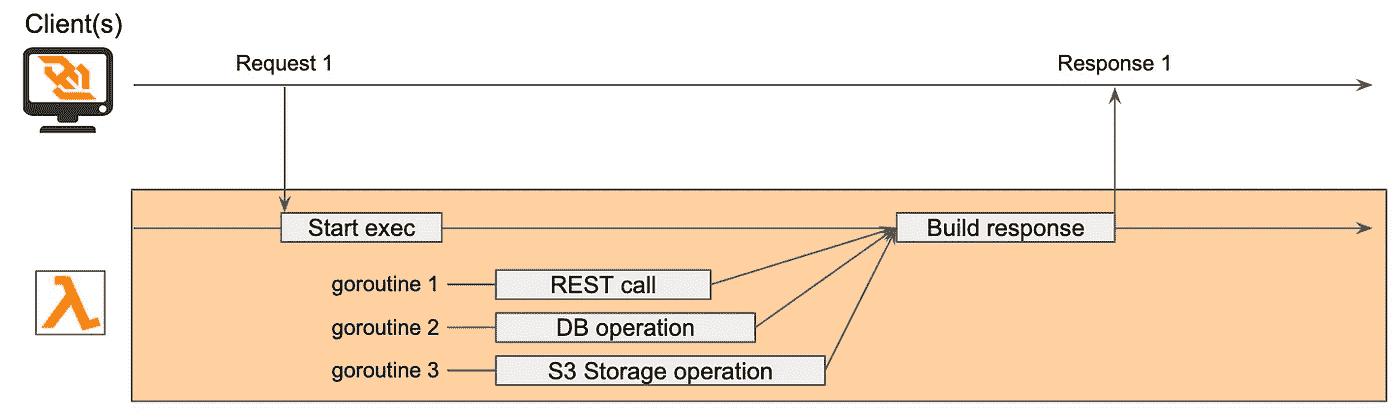 Client(s)
Request 1
Response 1
Start exec
Build response
goroutine 1
REST call
goroutine 2
DB operation
goroutine 3
S3 Storage operation
λ